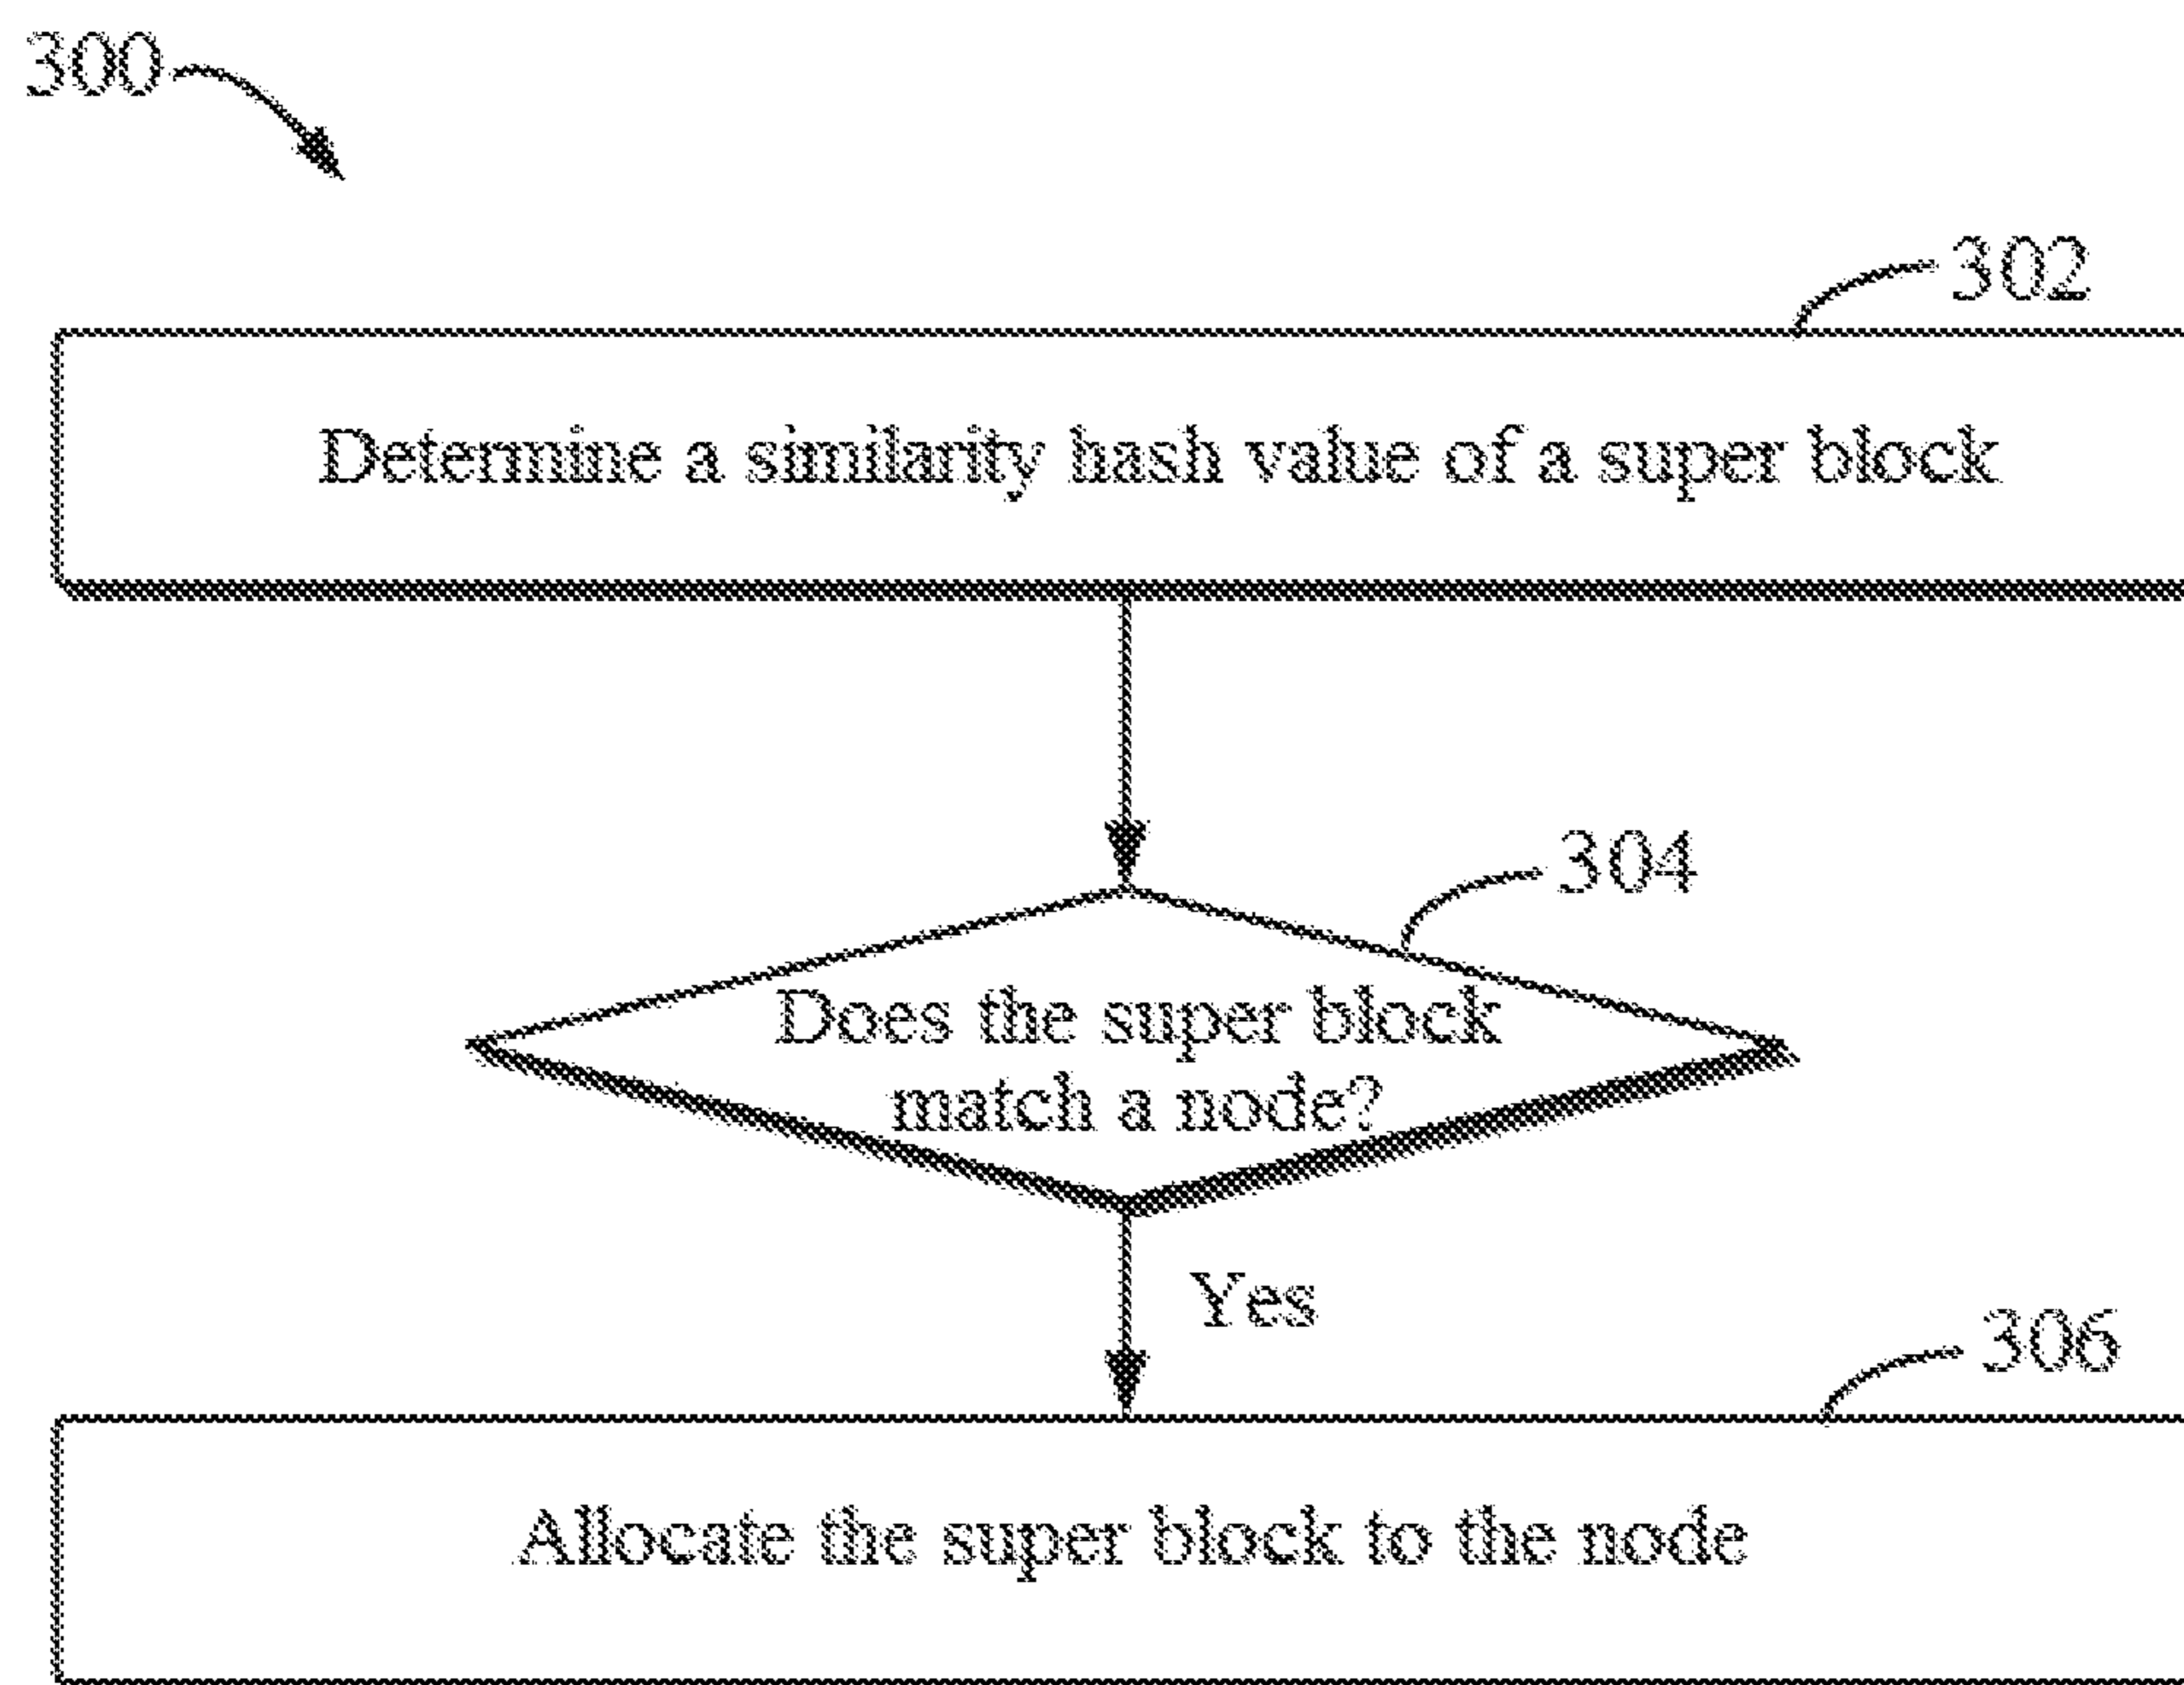 300
302
Determine a similarity hash value of a super block
304
Does the super block
match a node?
Yes
306
Allocate the super block to the node